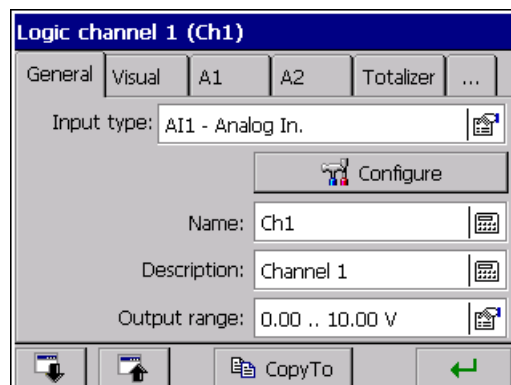 Logic channel 1 (Ch1)
General Visual A1 A2 Totalizer ...
Input type: AI1 - Analog In.
Configure
Name: Ch1
Description: Channel 1
Output range: 0.00 .. 10.00 V
CopyTo